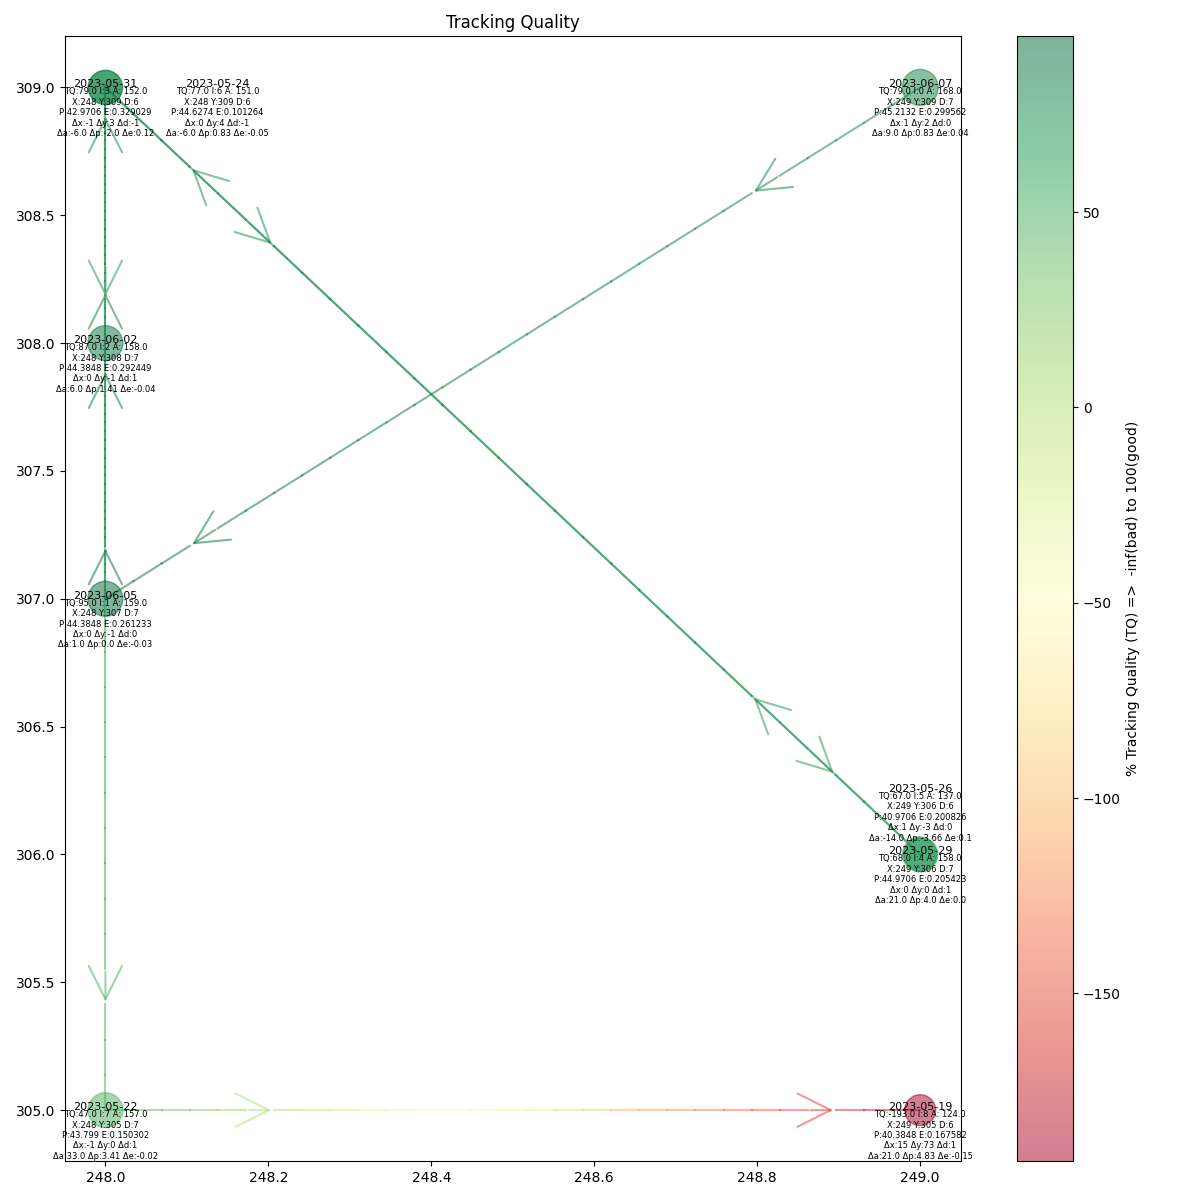 Tracking Quality
2023-05-31
TQ:79.0 I:3 A: 152.0
X:248 Y:309 D:6
P:42.9706 E:0.329029
Δx:-1 Δy:3 Δd:-1
Δa:-6.0 Δp:-2.0 Δe:0.12
2023-05-24
TQ:77.0 I:6 A: 151.0
X:248 Y:309 D:6
P:44.6274 E:0.101264
Δx:0 Δy:4 Δd:-1
Δa:-6.0 Δp:0.83 Δe:-0.05
2023-06-07
TQ:79.0 I:0 A: 168.0
X:249 Y:309 D:7
P:45.2132 E:0.299562
Δx:1 Δy:2 Δd:0
Δa:9.0 Δp:0.83 Δe:0.04
2023-06-02
TQ:87.0 I:2 A: 158.0
X:248 Y:308 D:7
P:44.3848 E:0.292449
Δx:0 Δy:-1 Δd:1
Δa:6.0 Δp:1.41 Δe:-0.04
2023-06-05
TQ:95.0 I:1 A: 159.0
X:248 Y:307 D:7
P:44.3848 E:0.261233
Δx:0 Δy:-1 Δd:0
Δa:1.0 Δp:0.0 Δe:-0.03
2023-05-26
TQ:67.0 I:5 A: 137.0
X:249 Y:306 D:6
P:40.9706 E:0.200826
Δx:1 Δy:-3 Δd:0
Δa:-14.0 Δp:-3.66 Δe:0.1
2023-05-29
TQ:68.0 I:4 A: 158.0
X:249 Y:306 D:7
P:44.9706 E:0.205423
Δx:0 Δy:0 Δd:1
Δa:21.0 Δp:4.0 Δe:0.0
2023-05-22
TQ:47.0 I:7 A: 157.0
X:248 Y:305 D:7
P:43.799 E:0.150302
Δx:-1 Δy:0 Δd:1
Δa:33.0 Δp:3.41 Δe:-0.02
2023-05-19
TQ:-193.0 I:8 A: 124.0
X:249 Y:305 D:6
P:40.3848 E:0.167582
Δx:15 Δy:73 Δd:1
Δa:21.0 Δp:4.83 Δe:-0.15
309.0
308.5
308.0
307.5
307.0
306.5
306.0
305.5
305.0
248.0 248.2 248.4 248.6 248.8 249.0
50
0
−50
−100
−150
% Tracking Quality (TQ) => -inf(bad) to 100(good)